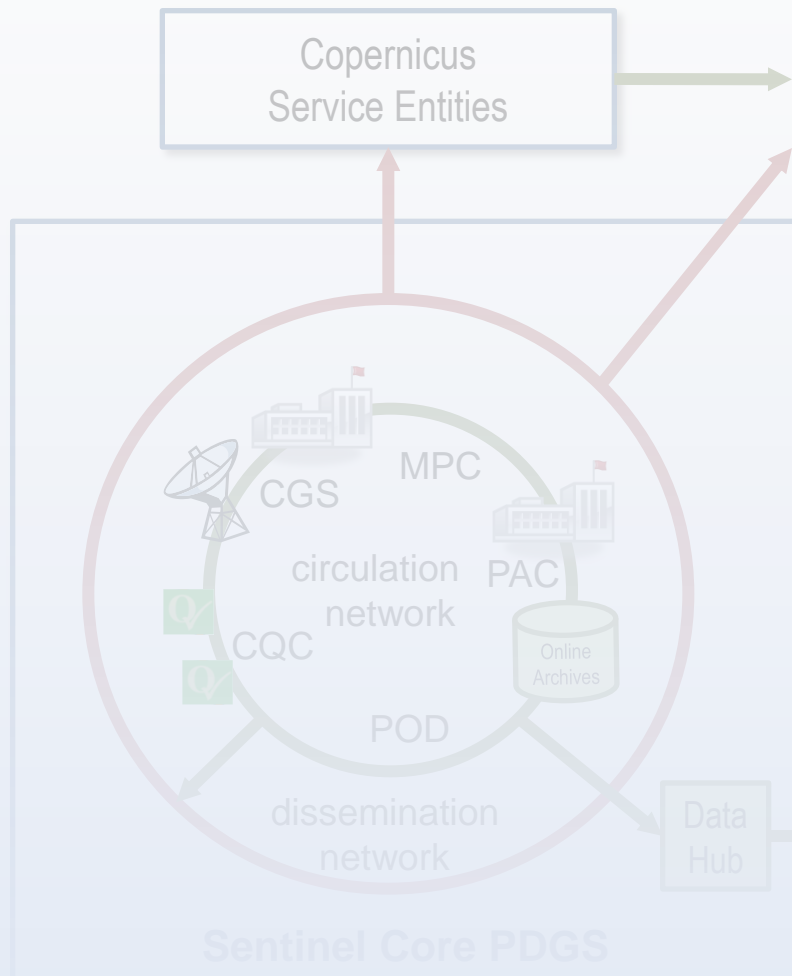 Copernicus
Service Entities
MPC
CGS
circulation
network
PAC
Q
CQC
Online
Archives
Q
POD
dissemination
network
Data
Hub
Sentinel Core PDGS